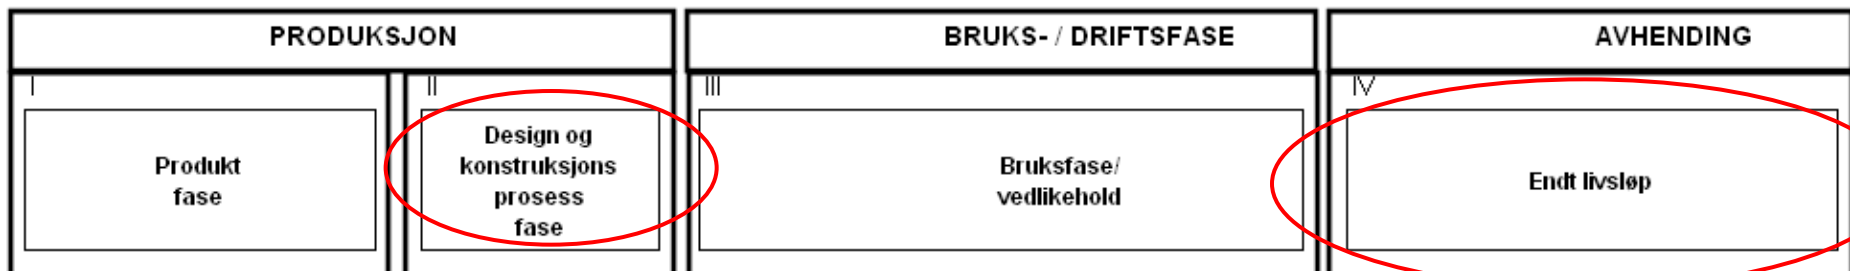 PRODUKSJON
BRUKS- / DRIFTSFASE
AVHENDING
I
II
III
IV
Produkt
fase
Design og
konstruksjons
prosess
fase
Bruksfase/
vedlikehold
Endt livsløp